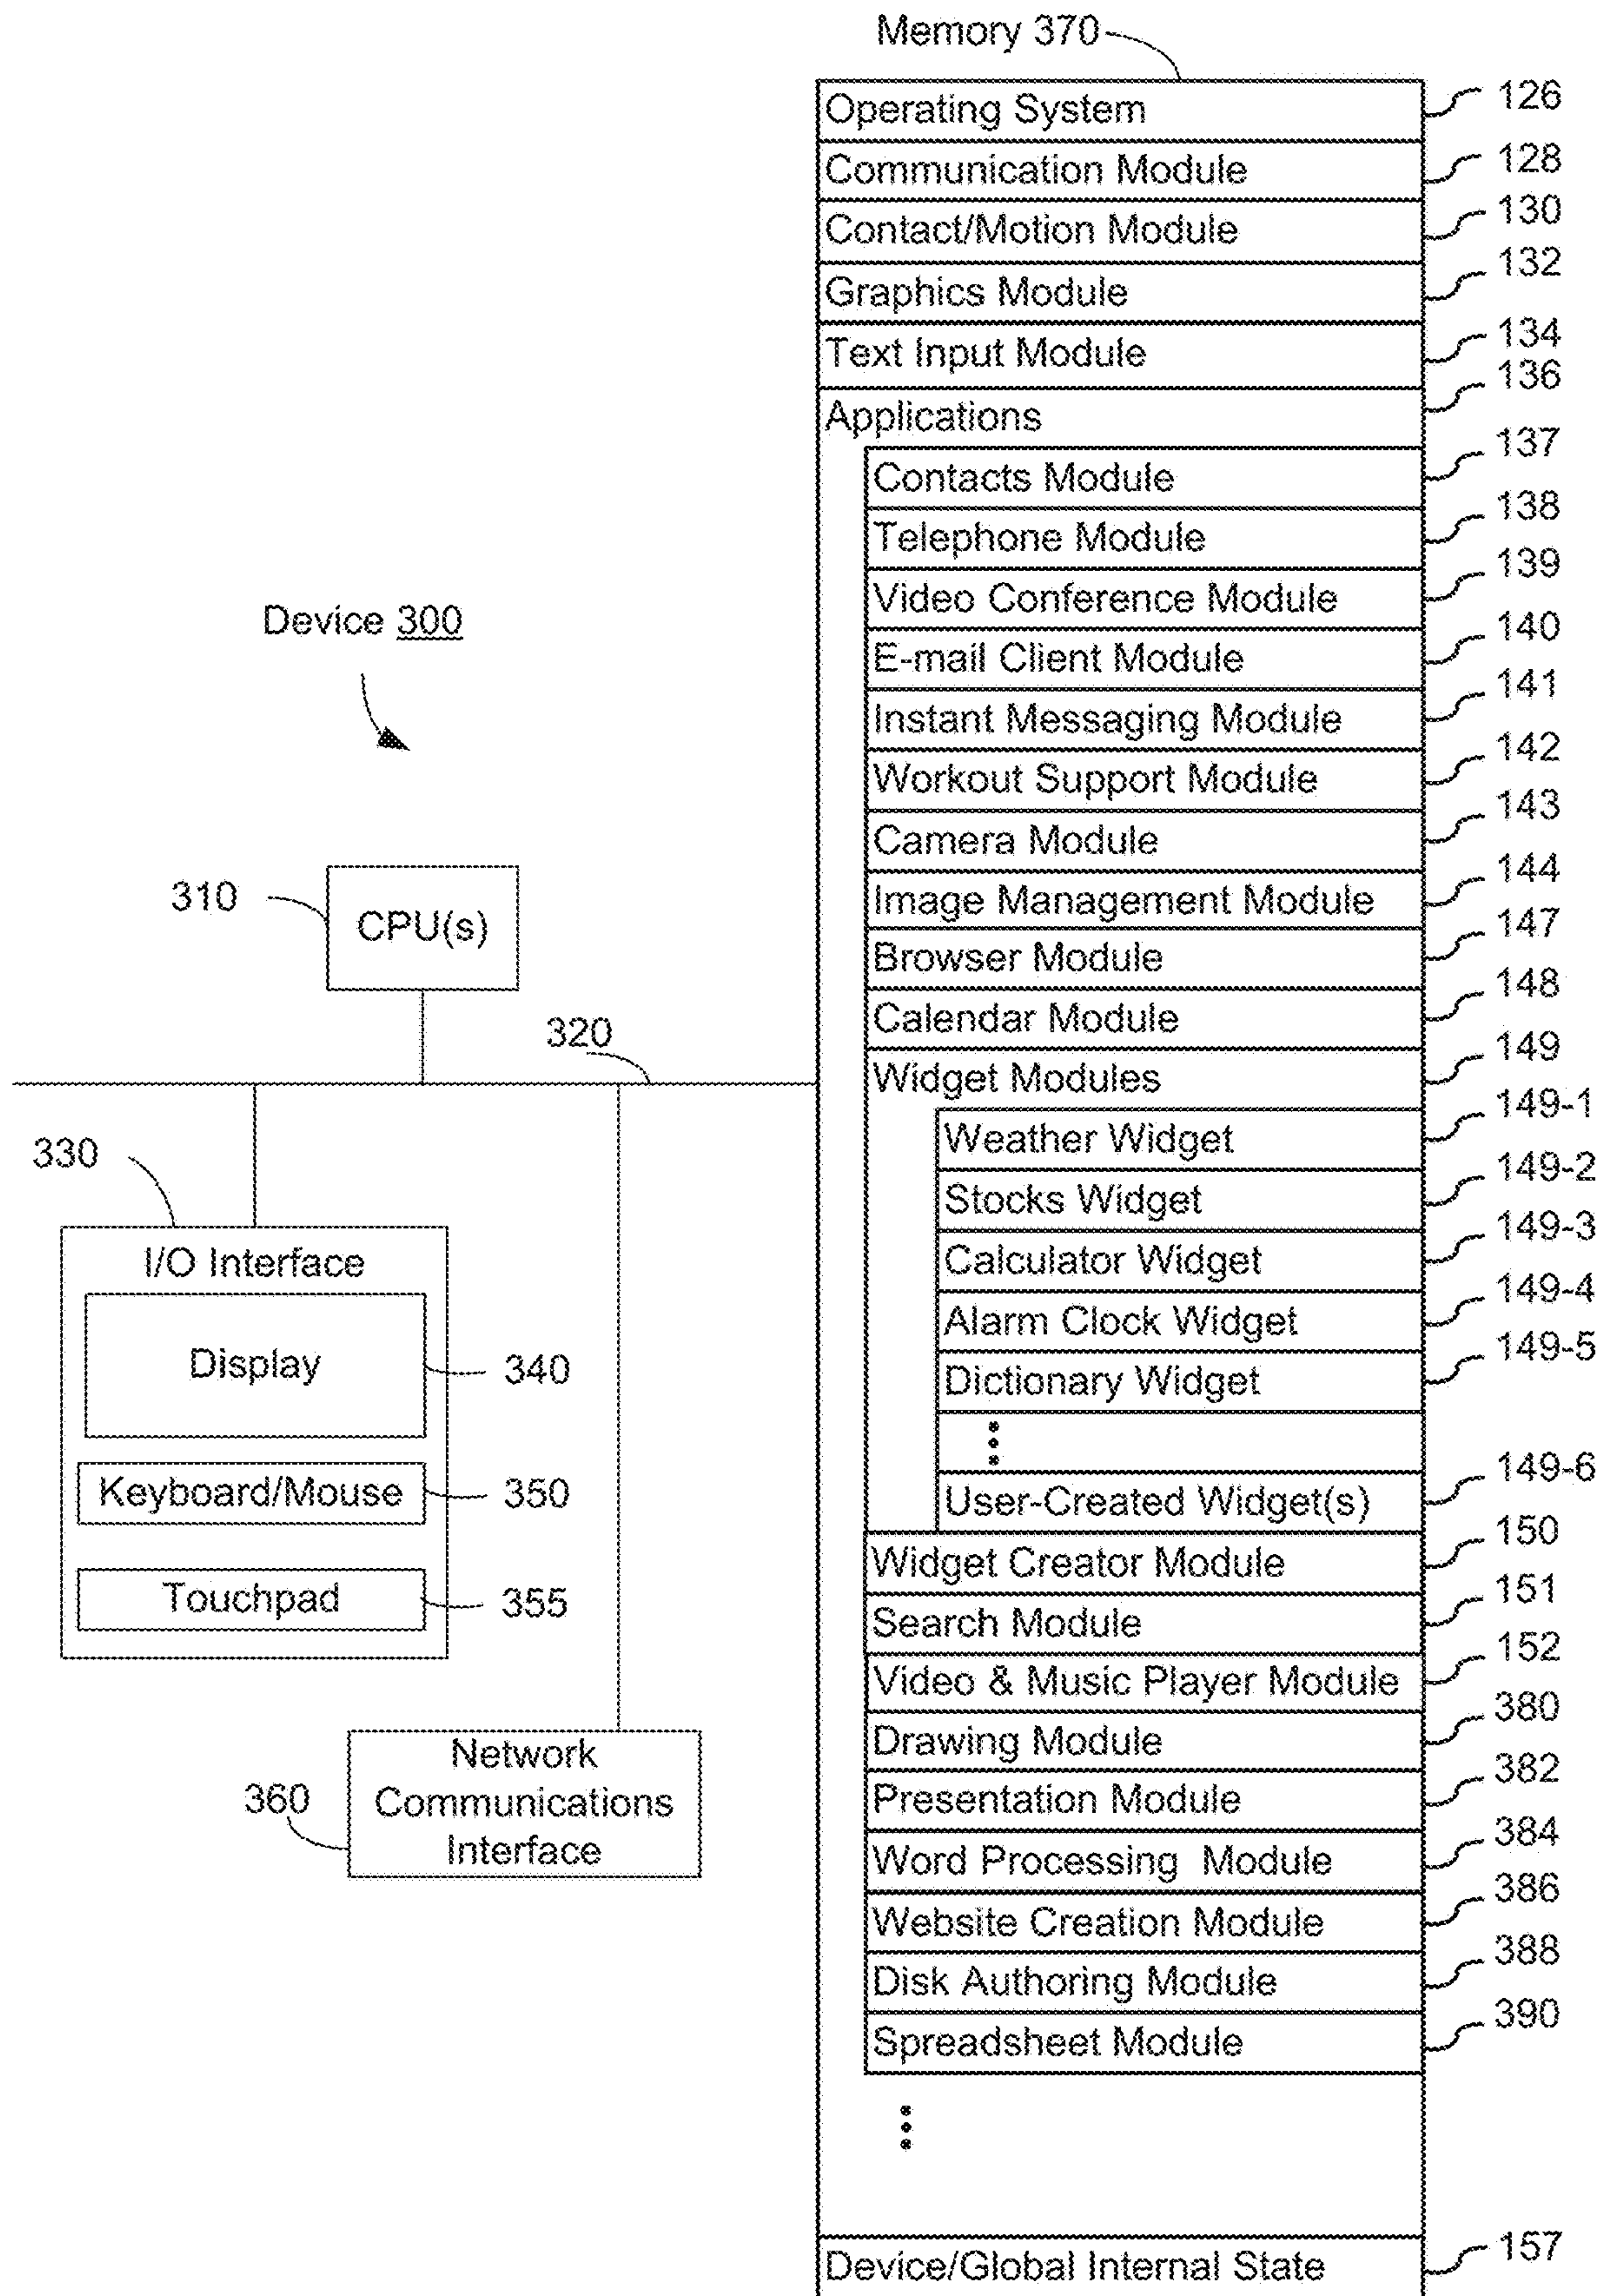 Memory 370
Operating System 126
Communication Module 128
Contact/Motion Module 130
Graphics Module 132
Text Input Module 134
Applications 136
Contacts Module 137
Telephone Module 138
Video Conference Module 139
E-mail Client Module 140
Instant Messaging Module 141
Workout Support Module 142
Camera Module 143
Image Management Module 144
Browser Module 147
Calendar Module 148
Widget Modules 149
Weather Widget 149-1
Stocks Widget 149-2
Calculator Widget 149-3
Alarm Clock Widget 149-4
Dictionary Widget 149-5
User-Created Widget(s) 149-6
Widget Creator Module 150
Search Module 151
Video & Music Player Module 152
Drawing Module 380
Presentation Module 382
Word Processing Module 384
Website Creation Module 386
Disk Authoring Module 388
Spreadsheet Module 390
Device/Global Internal State 157
Device 300
310 CPU(s)
320
330
I/O Interface
Display 340
Keyboard/Mouse 350
Touchpad 355
360
Network
Communications
Interface